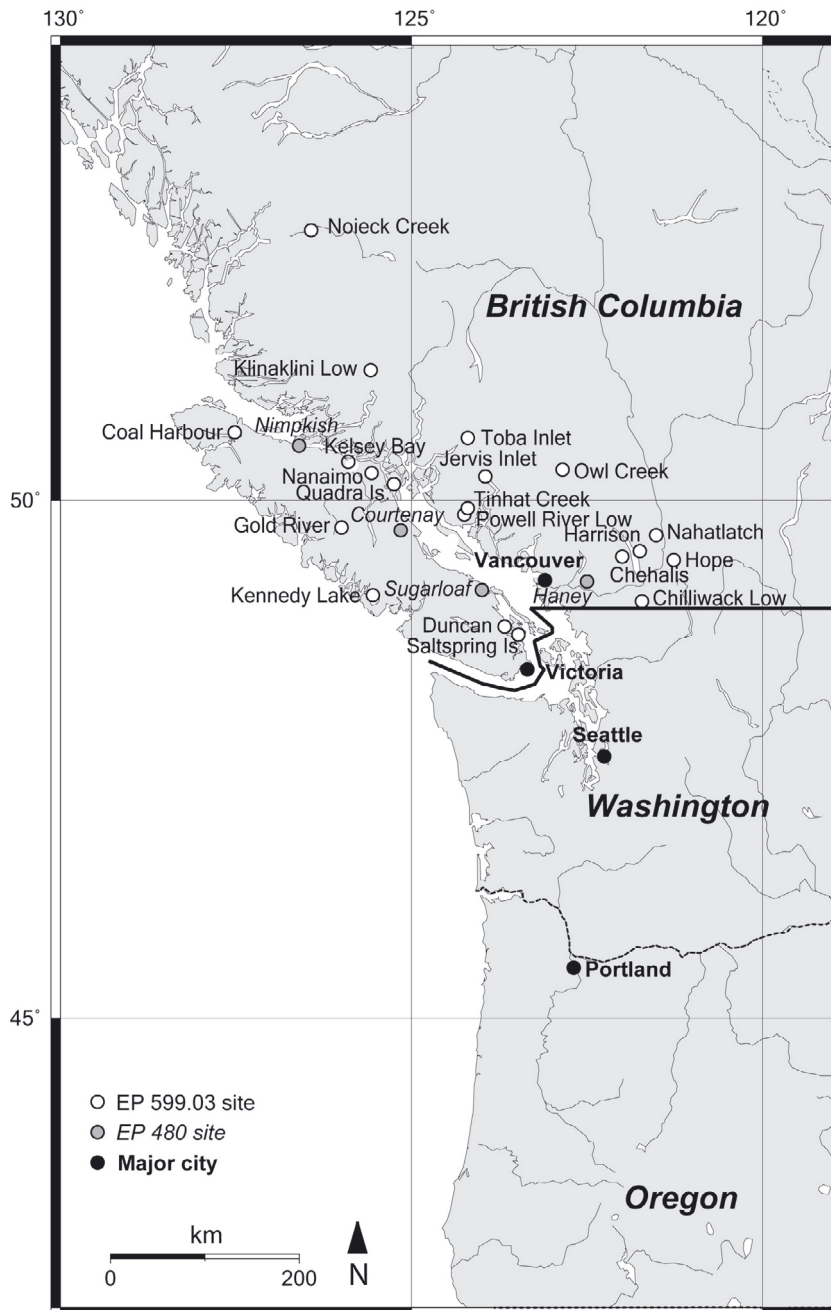 130˚ 125˚ 120˚
Noieck Creek
British Columbia
Klinaklini Low
Coal Harbour
Nimpkish
Kelsey Bay
Toba Inlet
Jervis Inlet
Owl Creek
Nanaimo
50˚
Quadra Is.
Tinhat Creek
Courtenay
Powell River Low
Gold River
Harrison
Nahatlatch
Vancouver
Hope
Chehalis
Kennedy Lake
Sugarloaf
Haney
Chilliwack Low
Duncan
Saltspring Is.
Victoria
Seattle
Washington
Portland
45˚
EP 599.03 site
EP 480 site
Major city
Oregon
km
0 200
N